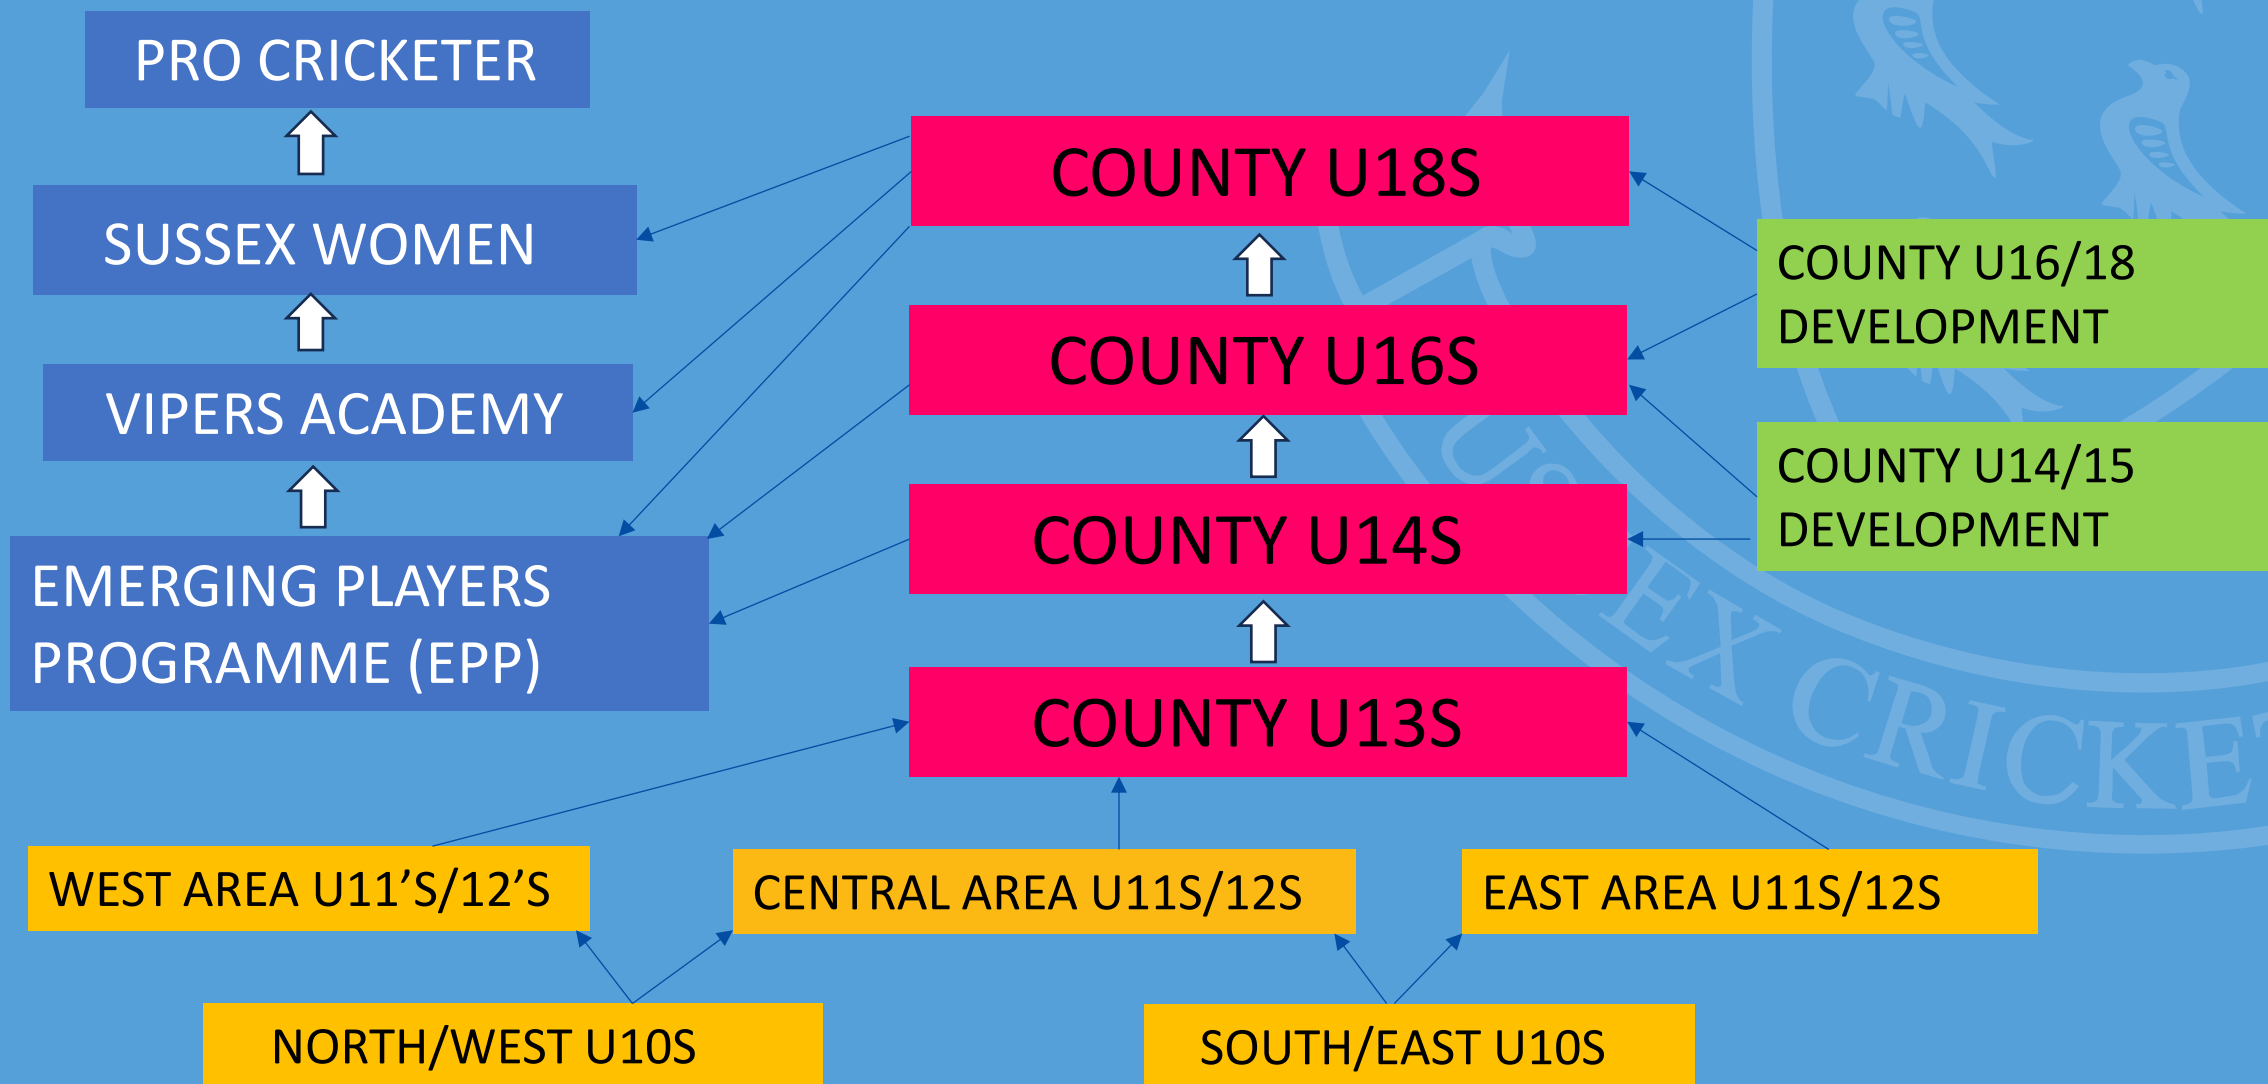 PRO CRICKETER
COUNTY U18S
SUSSEX WOMEN
COUNTY U16/18
DEVELOPMENT
COUNTY U16S
VIPERS ACADEMY
COUNTY U14/15
DEVELOPMENT
COUNTY U14S
EMERGING PLAYERS
PROGRAMME (EPP)
COUNTY U13S
WEST AREA U11’S/12’S
CENTRAL AREA U11S/12S
EAST AREA U11S/12S
NORTH/WEST U10S
SOUTH/EAST U10S